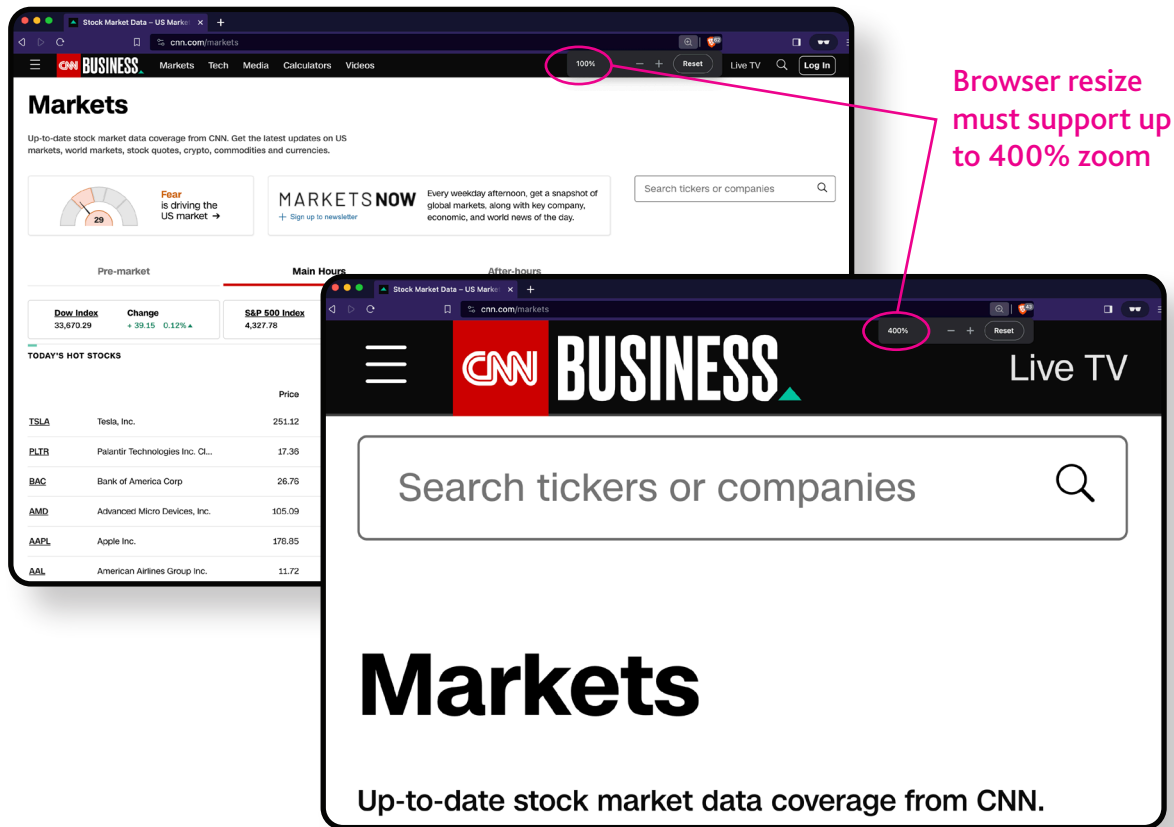 Stock Market Data – US Marke
cnn.com/markets
82
CNN BUSINESS Markets Tech Media Calculators Videos
100% − + Reset
Live TV Log In
Markets
Up-to-date stock market data coverage from CNN. Get the latest updates on US
markets, world markets, stock quotes, crypto, commodities and currencies.
29
Fear
is driving the
US market →
MARKETSNOW
+ Sign up to newsletter
Every weekday afternoon, get a snapshot of
global markets, along with key company,
economic, and world news of the day.
Search tickers or companies
Pre-market Main Hours After-hours
Dow Index Change S&P 500 Index
33,670.29 + 39.15 0.12% ▲ 4,327.78
TODAY'S HOT STOCKS
Price
TSLA Tesla, Inc. 251.12
PLTR Palantir Technologies Inc. Cl... 17.36
BAC Bank of America Corp 26.76
AMD Advanced Micro Devices, Inc. 105.09
AAPL Apple Inc. 178.85
AAL American Airlines Group Inc. 11.72
Browser resize
must support up
to 400% zoom
Stock Market Data – US Marke
cnn.com/markets
43
400% − + Reset
CNN BUSINESS Live TV
Search tickers or companies
Markets
Up-to-date stock market data coverage from CNN.